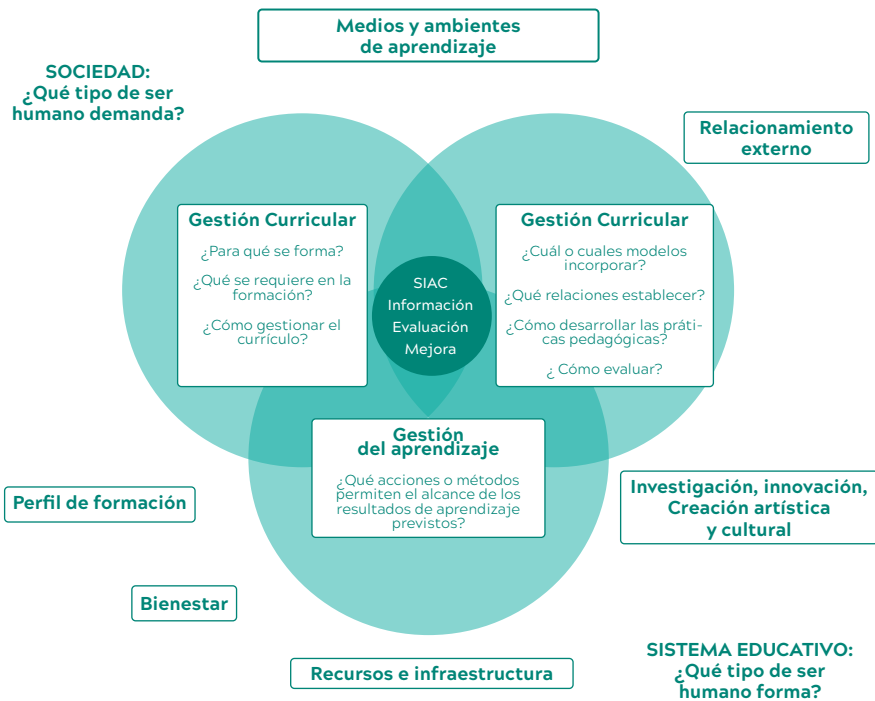 Medios y ambientes
de aprendizaje
SOCIEDAD:
¿Qué tipo de ser
humano demanda?
Relacionamiento
externo
Gestión Curricular
¿Para qué se forma?
¿Qué se requiere en la
formación?
¿Cómo gestionar el
currículo?
SIAC
Información
Evaluación
Mejora
Gestión Curricular
¿Cuál o cuales modelos
incorporar?
¿Qué relaciones establecer?
¿Cómo desarrollar las práti-
cas pedagógicas?
¿ Cómo evaluar?
Gestión
del aprendizaje
¿Qué acciones o métodos
permiten el alcance de los
resultados de aprendizaje
previstos?
Perfil de formación
Investigación, innovación,
Creación artística
y cultural
Bienestar
Recursos e infraestructura
SISTEMA EDUCATIVO:
¿Qué tipo de ser
humano forma?